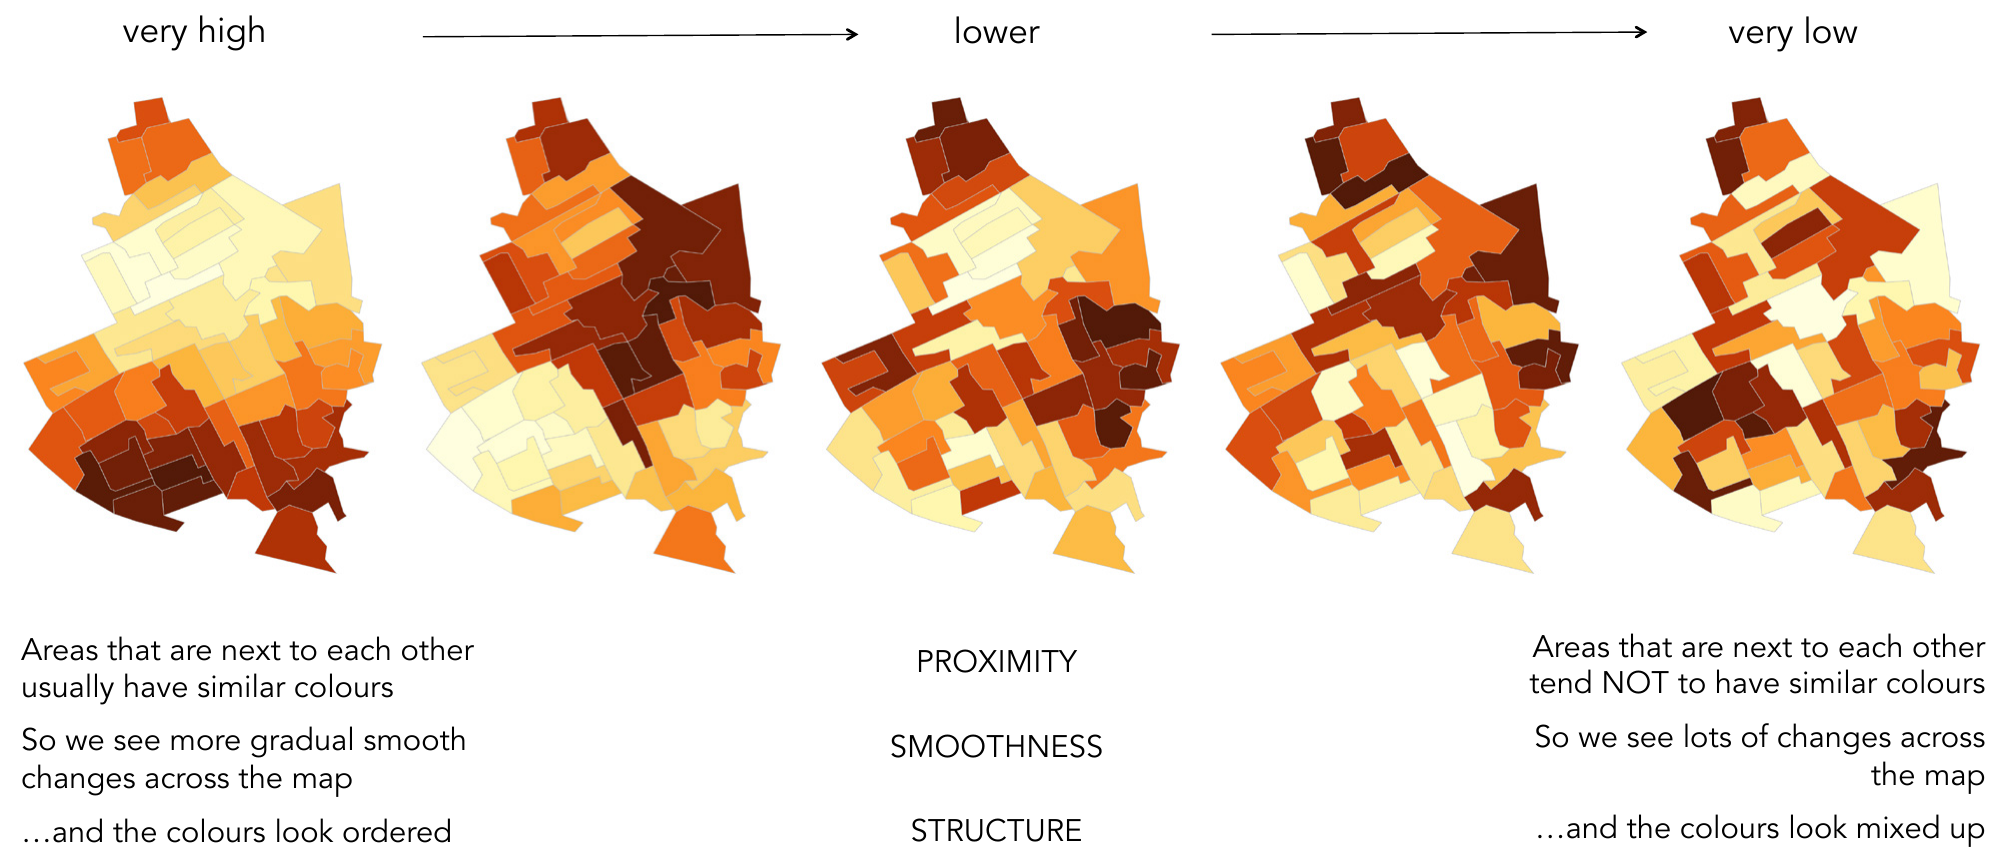 very high
lower
very low
Areas that are next to each other
usually have similar colours
So we see more gradual smooth
changes across the map
…and the colours look ordered
PROXIMITY
SMOOTHNESS
STRUCTURE
Areas that are next to each other
tend NOT to have similar colours
So we see lots of changes across
the map
…and the colours look mixed up